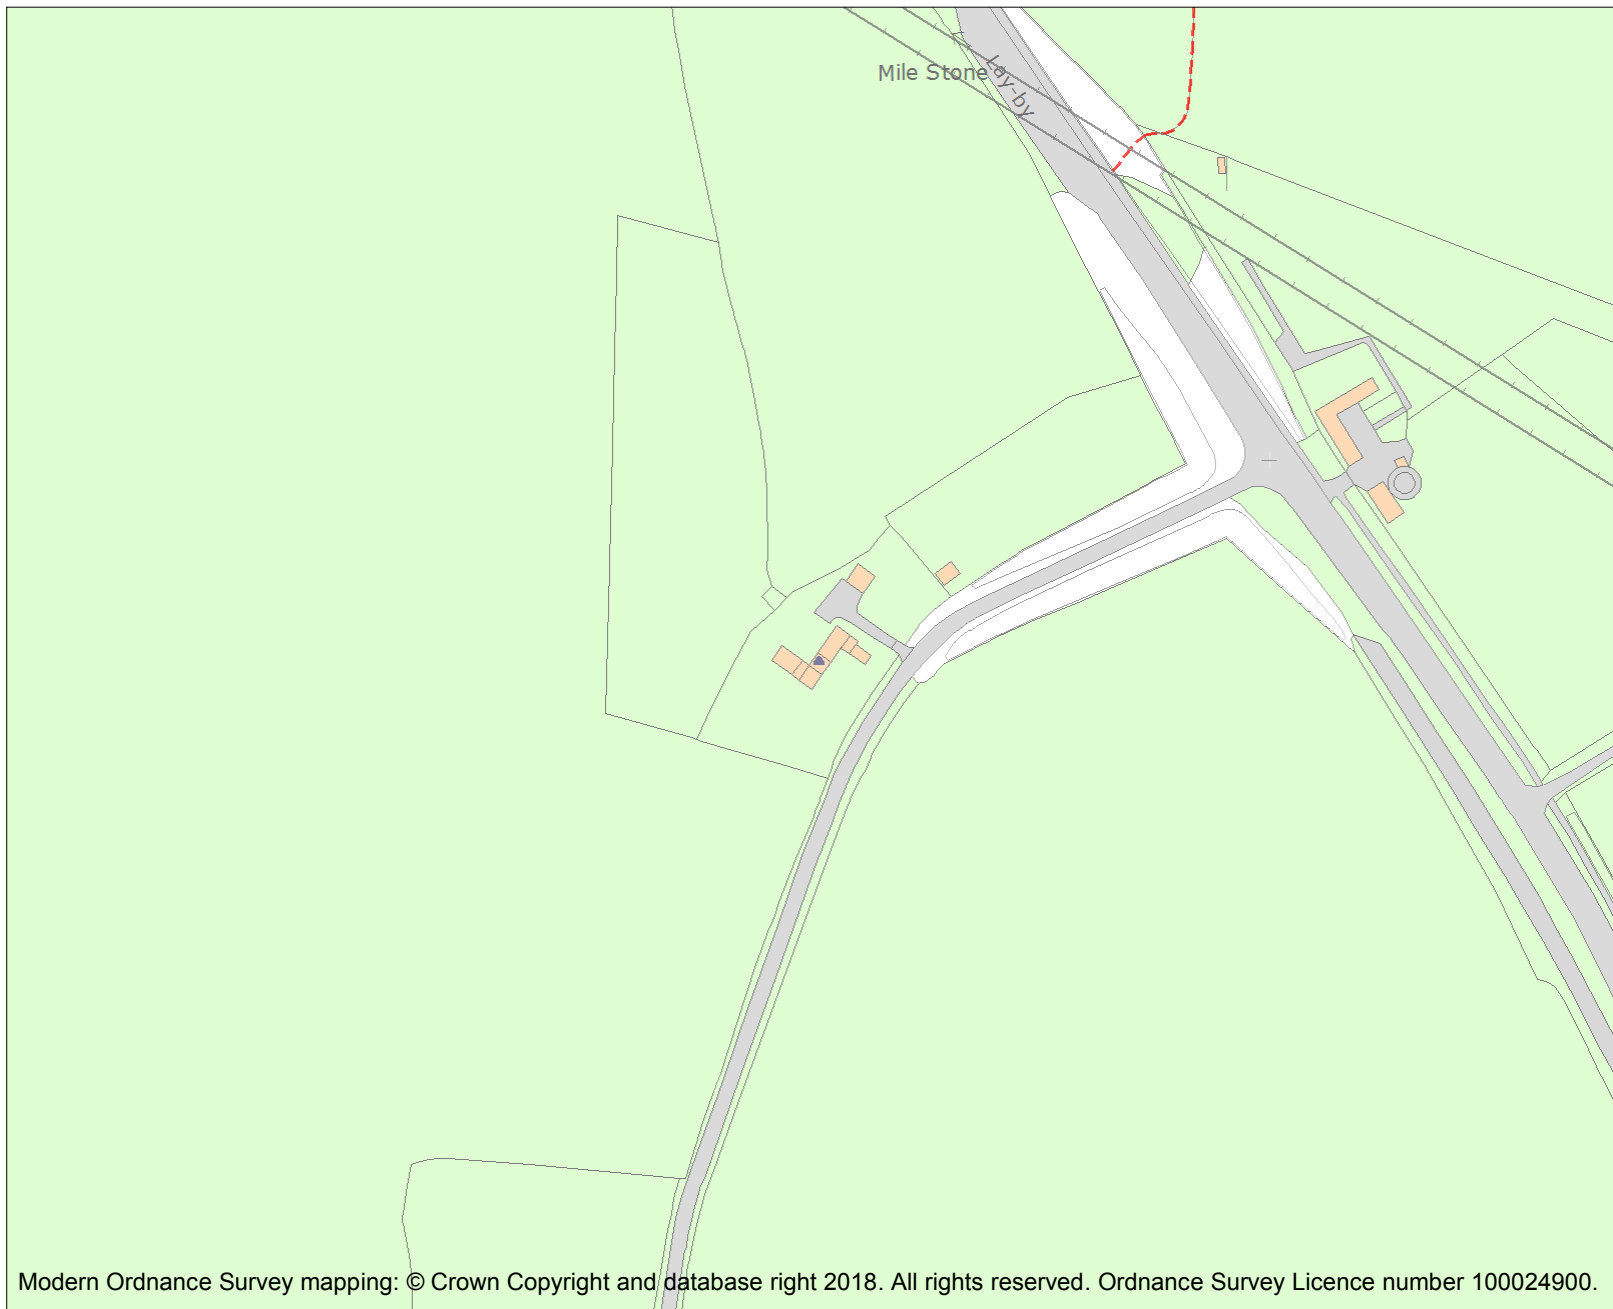 Mile Stone
Lay-by
Modern Ordnance Survey mapping: © Crown Copyright and database right 2018. All rights reserved. Ordnance Survey Licence number 100024900.